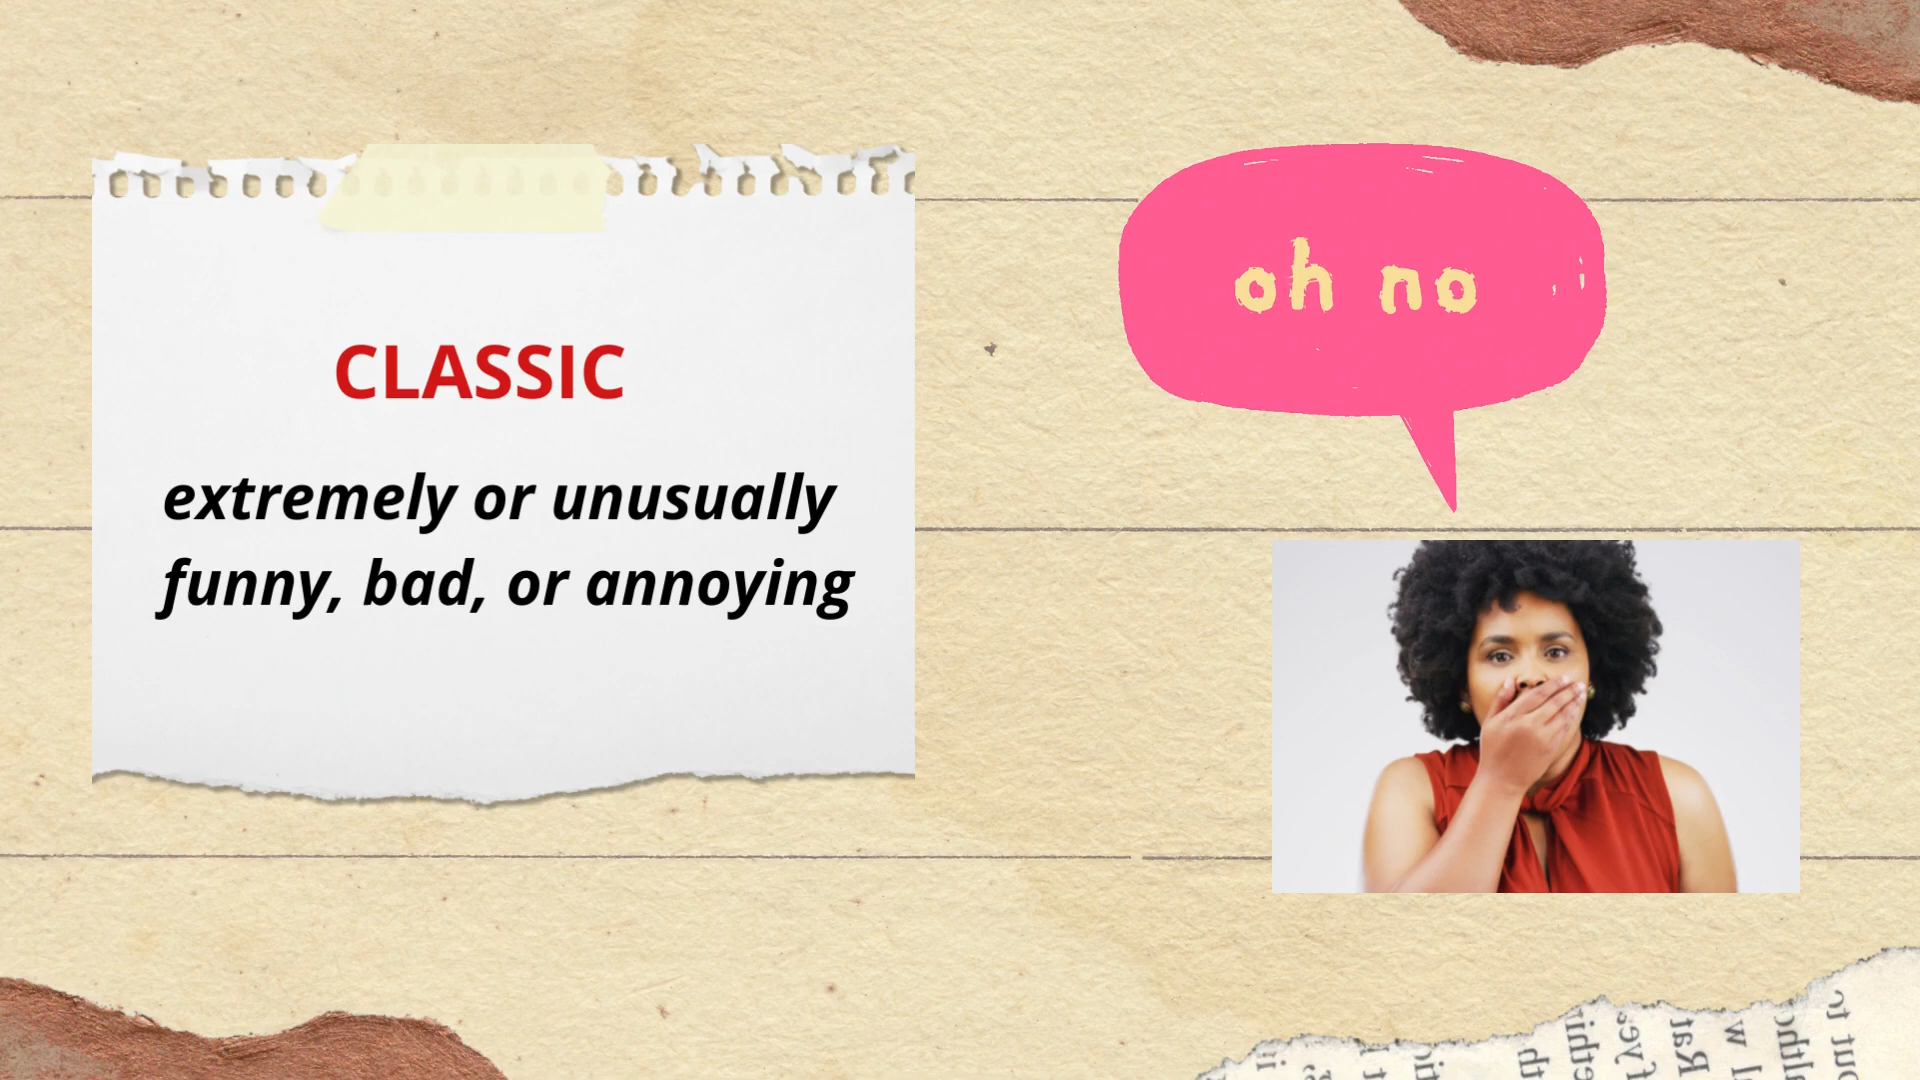 CLASSIC
extremely or unusually
funny, bad, or annoying
oh no